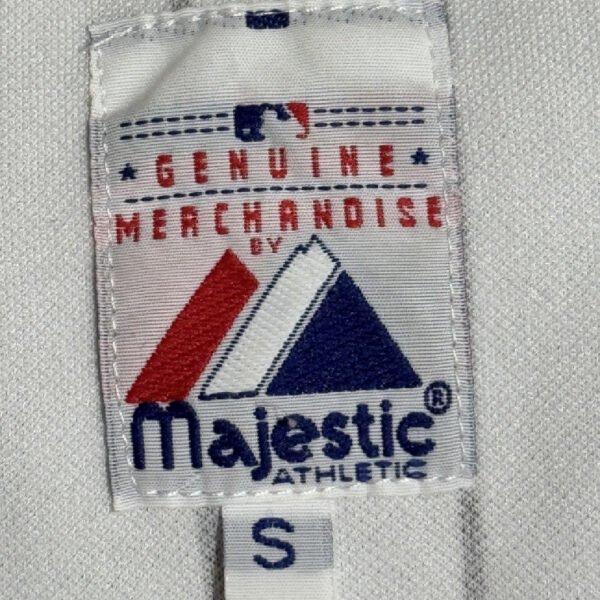 ★ GENUINE ★
MERCHANDISE
BY
Majestic®
ATHLETIC
S